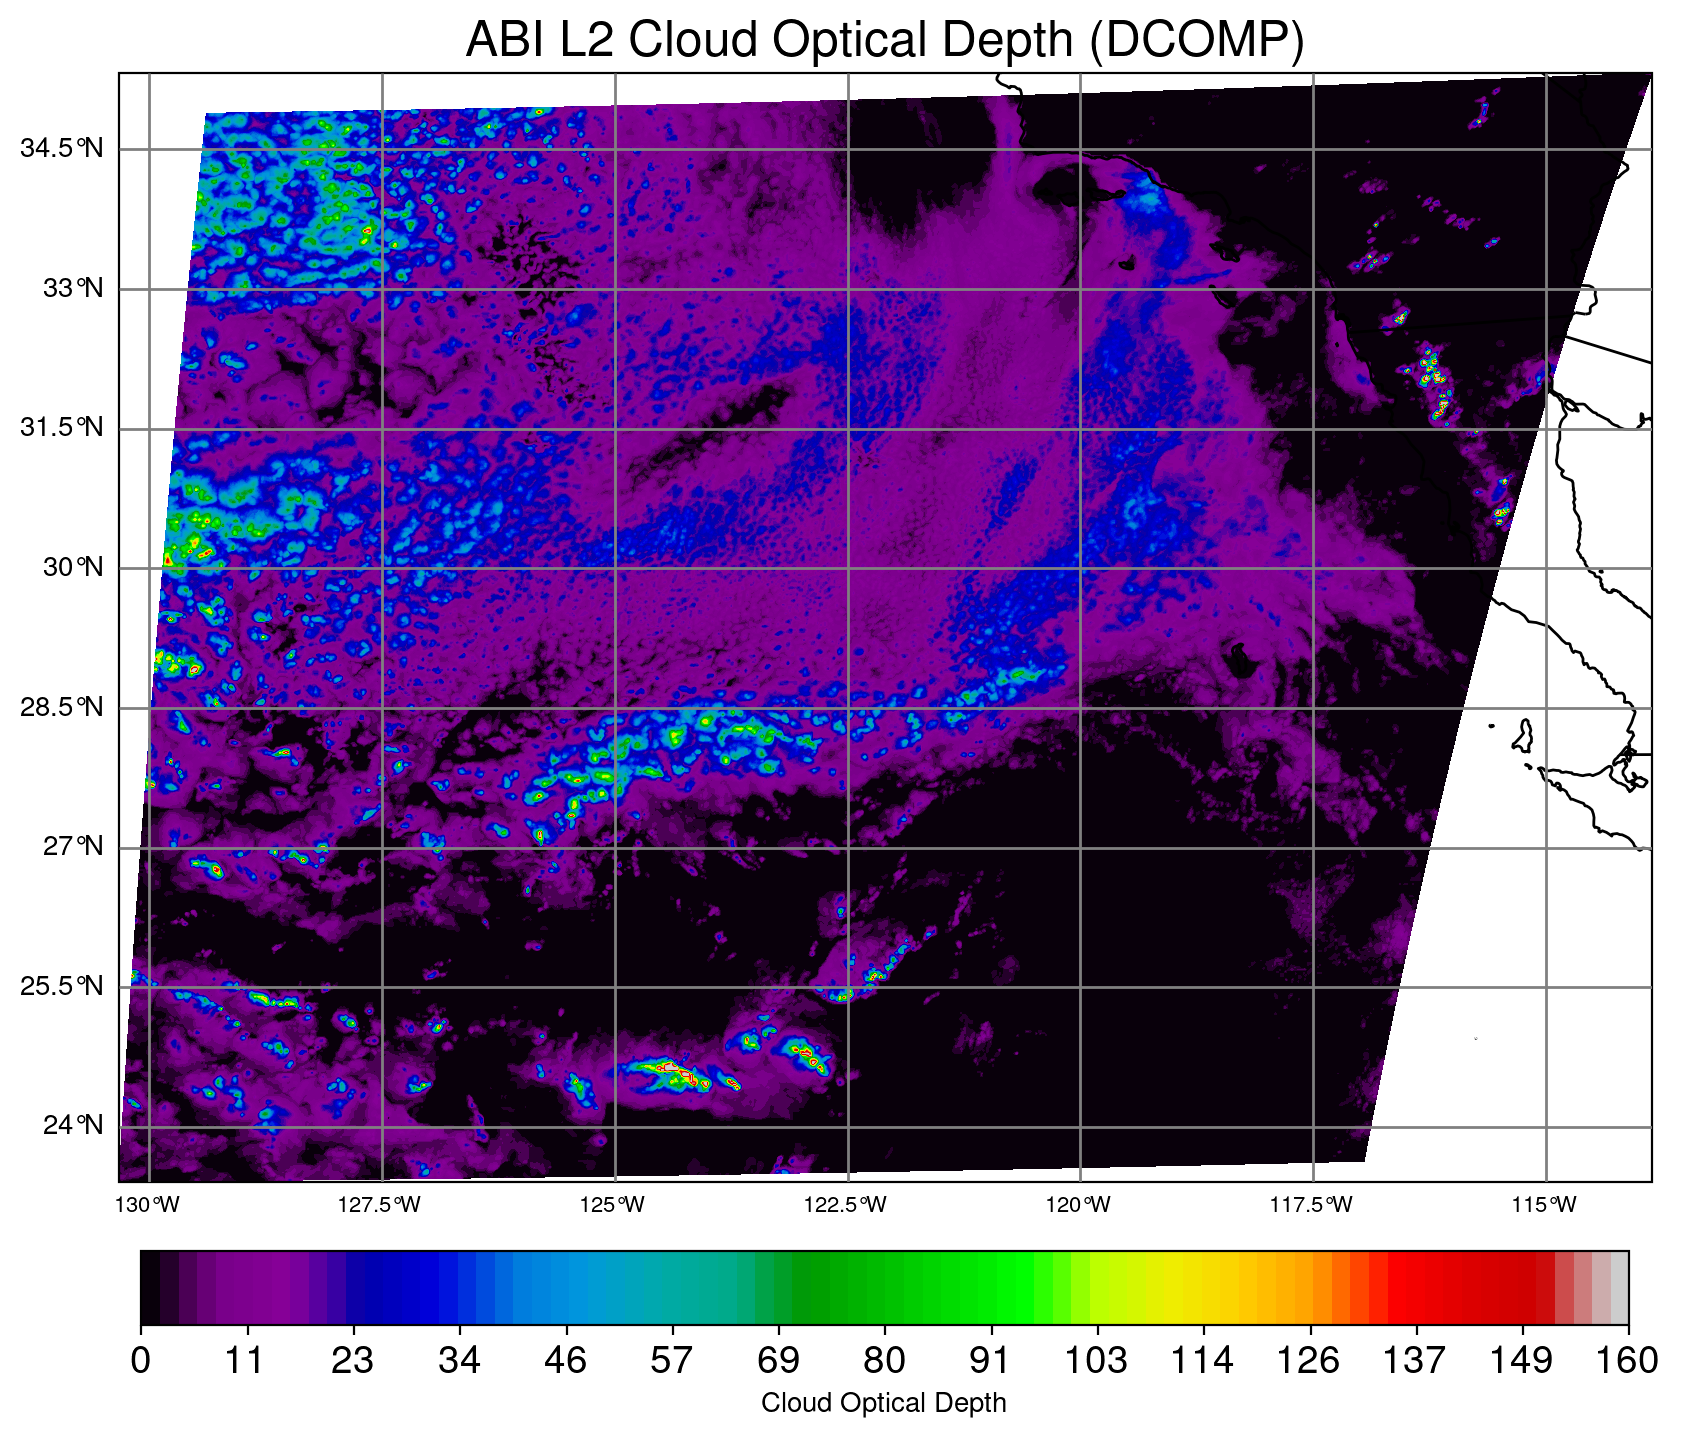 ABI L2 Cloud Optical Depth (DCOMP)
34.5°N
33°N
31.5°N
30°N
28.5°N
27°N
25.5°N
24°N
130°W 127.5°W 125°W 122.5°W 120°W 117.5°W 115°W
0 11 23 34 46 57 69 80 91 103 114 126 137 149 160
Cloud Optical Depth